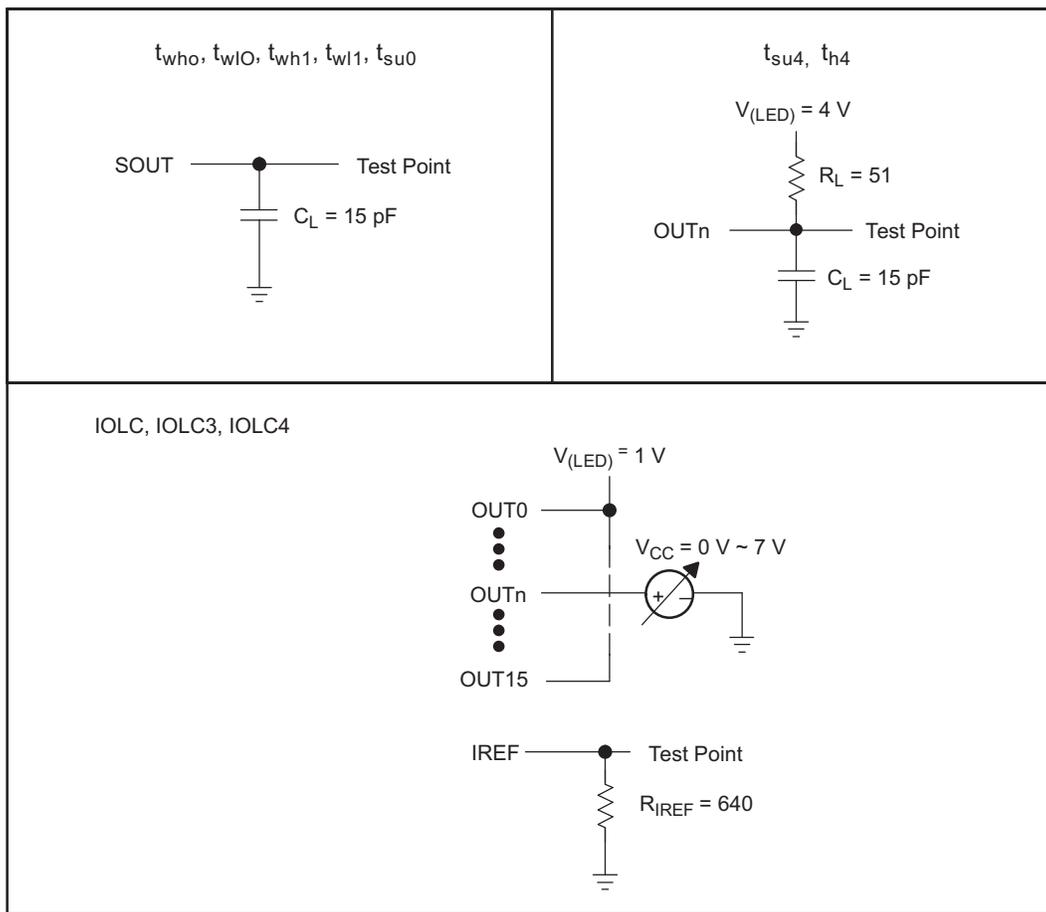 t_who, t_wlO, t_wh1, t_wl1, t_su0
SOUT
Test Point
C_L = 15 pF
t_su4, t_h4
V_(LED) = 4 V
R_L = 51
OUTn
Test Point
C_L = 15 pF
IOLC, IOLC3, IOLC4
V_(LED) = 1 V
OUT0
V_CC = 0 V ~ 7 V
OUTn
+ –
OUT15
IREF
Test Point
R_IREF = 640